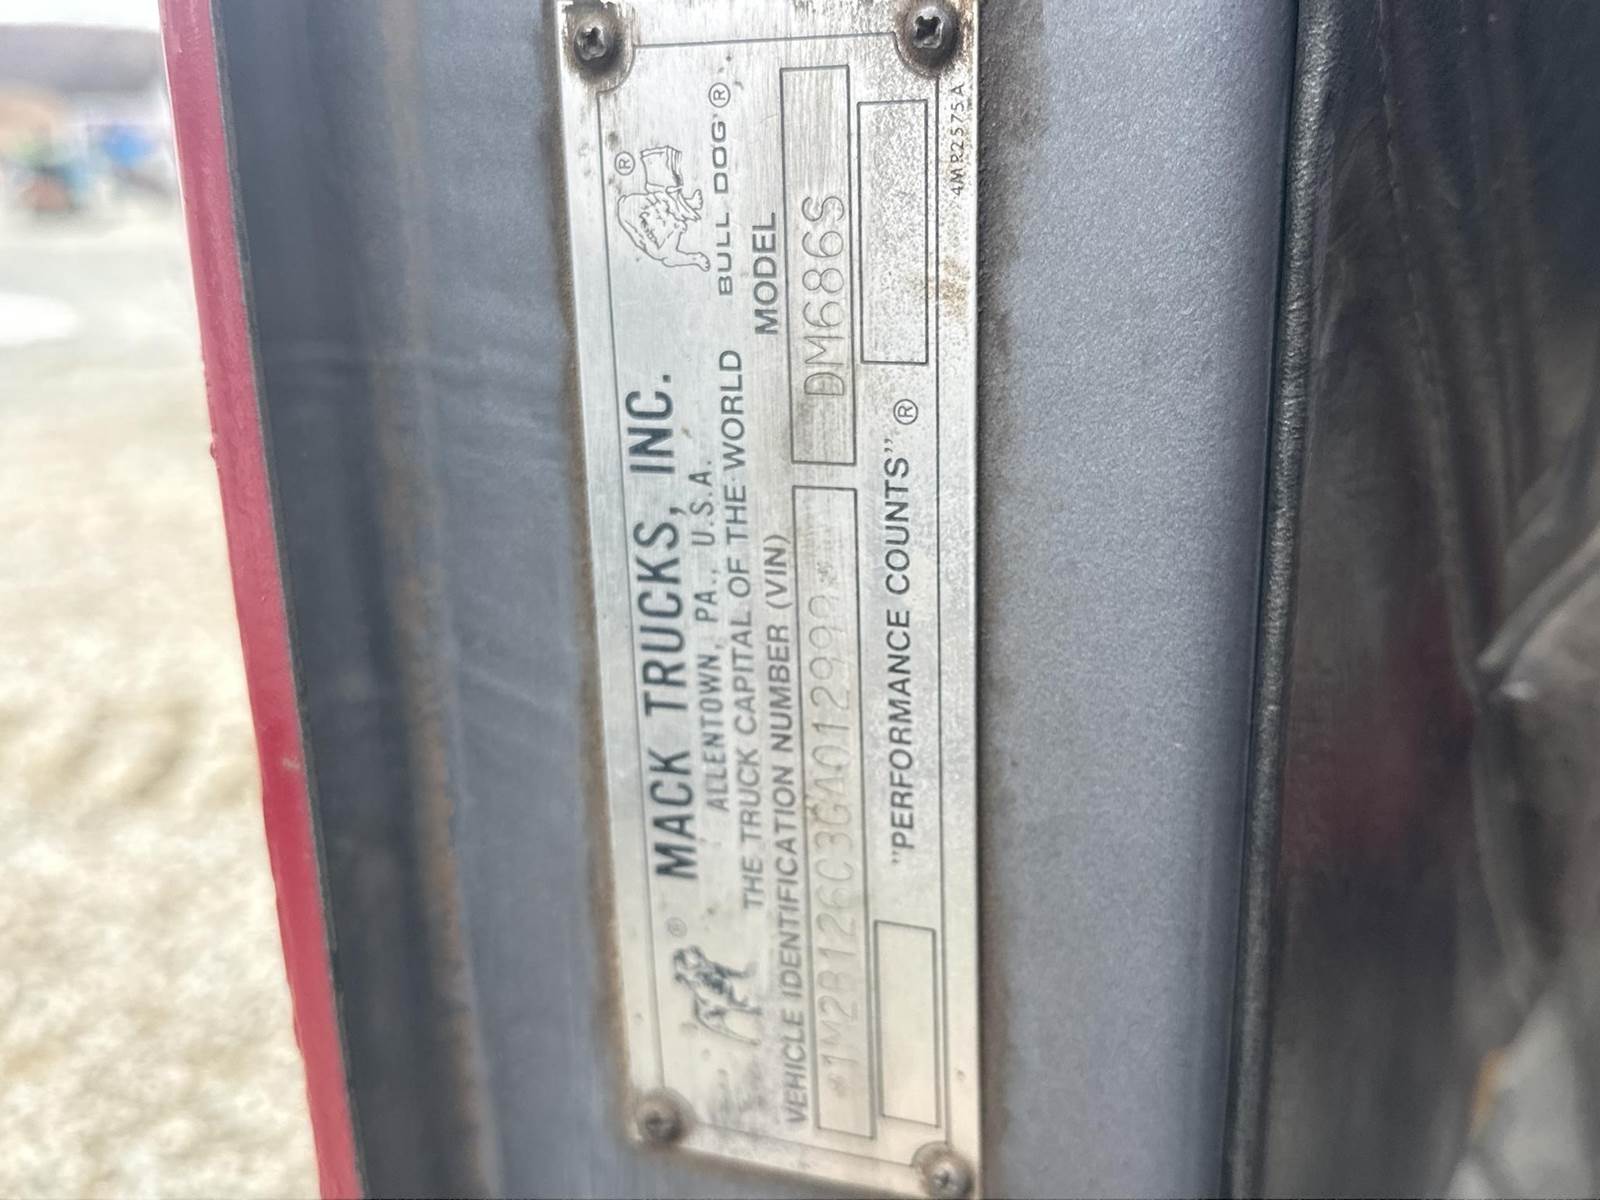 ®
MACK TRUCKS, INC.
®
ALLENTOWN, PA., U.S.A.
THE TRUCK CAPITAL OF THE WORLD
BULL DOG®
VEHICLE IDENTIFICATION NUMBER (VIN)
MODEL
*1M2B126C3GA012999*
DM686S
"PERFORMANCE COUNTS"®
4MR2575A